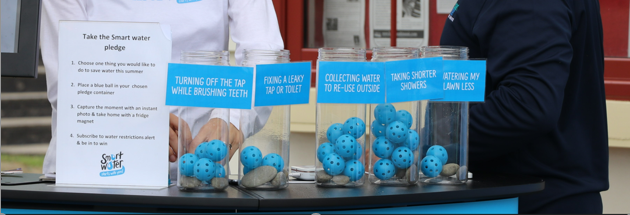 Take the Smart water
pledge
1. Choose one thing you would like to
do to save water this summer
2. Place a blue ball in your chosen
pledge container
3. Capture the moment with an instant
photo & take home with a fridge
magnet
4. Subscribe to water restrictions alert
& be in to win
Smart
water
TURNING OFF THE TAP
WHILE BRUSHING TEETH
FIXING A LEAKY
TAP OR TOILET
COLLECTING WATER
TO RE-USE OUTSIDE
TAKING SHORTER
SHOWERS
WATERING MY
LAWN LESS